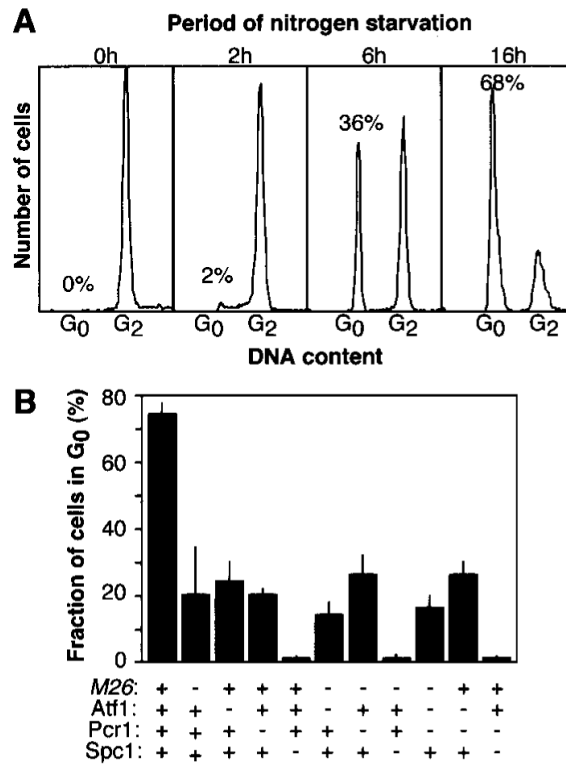 A
Period of nitrogen starvation
0h 2h 6h 16h
Number of cells
0% 2% 36% 68%
G0 G2 G0 G2 G0 G2 G0 G2
DNA content
B
Fraction of cells in G0 (%)
80
60
40
20
0
M26: + - + + + - - - - + +
Atf1: + + - + + - + + - - +
Pcr1: + + + - - + - + - - -
Spc1: + + + + - + + - + + -